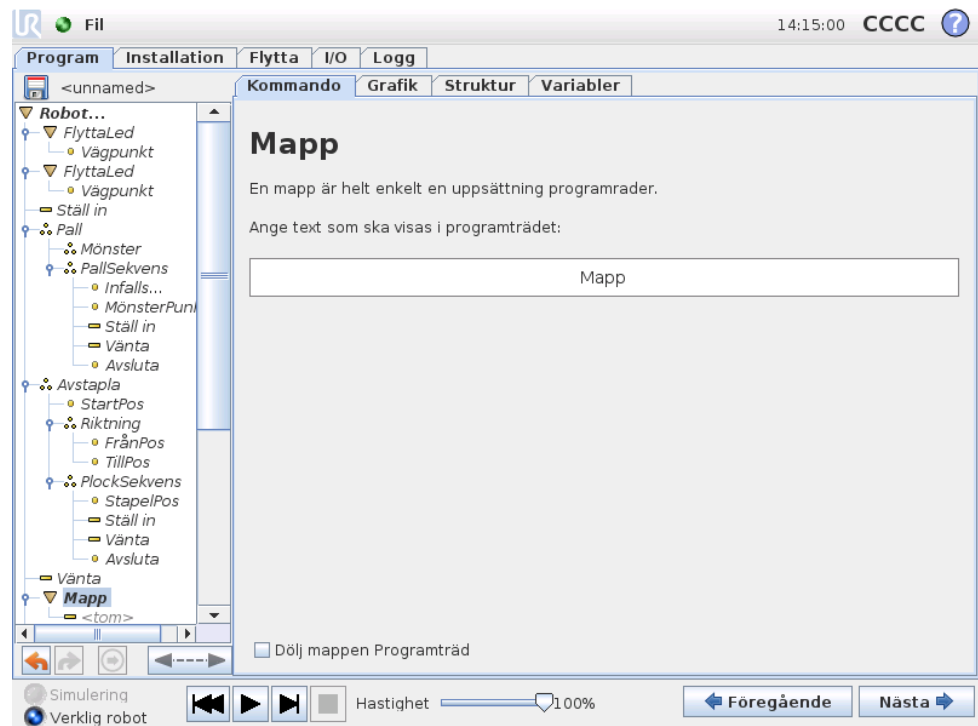 UR Fil 14:15:00 CCCC ?
Program Installation Flytta I/O Logg
<unnamed>
Kommando Grafik Struktur Variabler
Robot...
FlyttaLed
Vägpunkt
FlyttaLed
Vägpunkt
Ställ in
Pall
Mönster
PallSekvens
Infalls...
MönsterPunl
Ställ in
Vänta
Avsluta
Avstapla
StartPos
Riktning
FrånPos
TillPos
PlockSekvens
StapelPos
Ställ in
Vänta
Avsluta
Vänta
Mapp
<tom>
Mapp
En mapp är helt enkelt en uppsättning programrader.
Ange text som ska visas i programträdet:
Mapp
Dölj mappen Programträd
Simulering
Verklig robot
Hastighet 100%
Föregående Nästa